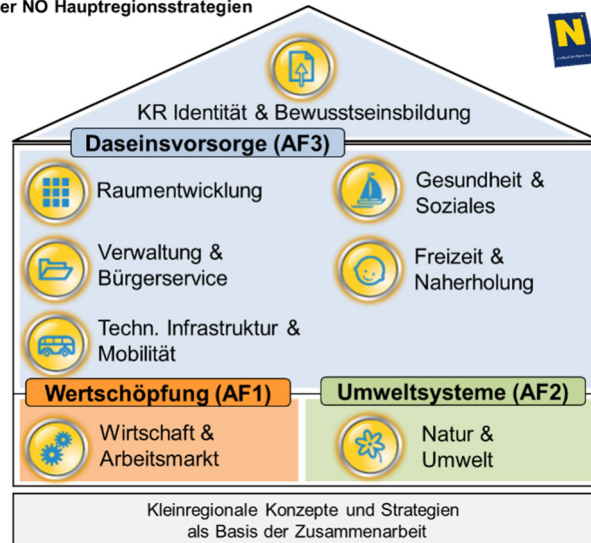 er NÖ Hauptregionsstrategien
N
KR Identität & Bewusstseinsbildung
Daseinsvorsorge (AF3)
Raumentwicklung
Gesundheit &
Soziales
Verwaltung &
Bürgerservice
Freizeit &
Naherholung
Techn. Infrastruktur &
Mobilität
Wertschöpfung (AF1)
Umweltsysteme (AF2)
Wirtschaft &
Arbeitsmarkt
Natur &
Umwelt
Kleinregionale Konzepte und Strategien
als Basis der Zusammenarbeit